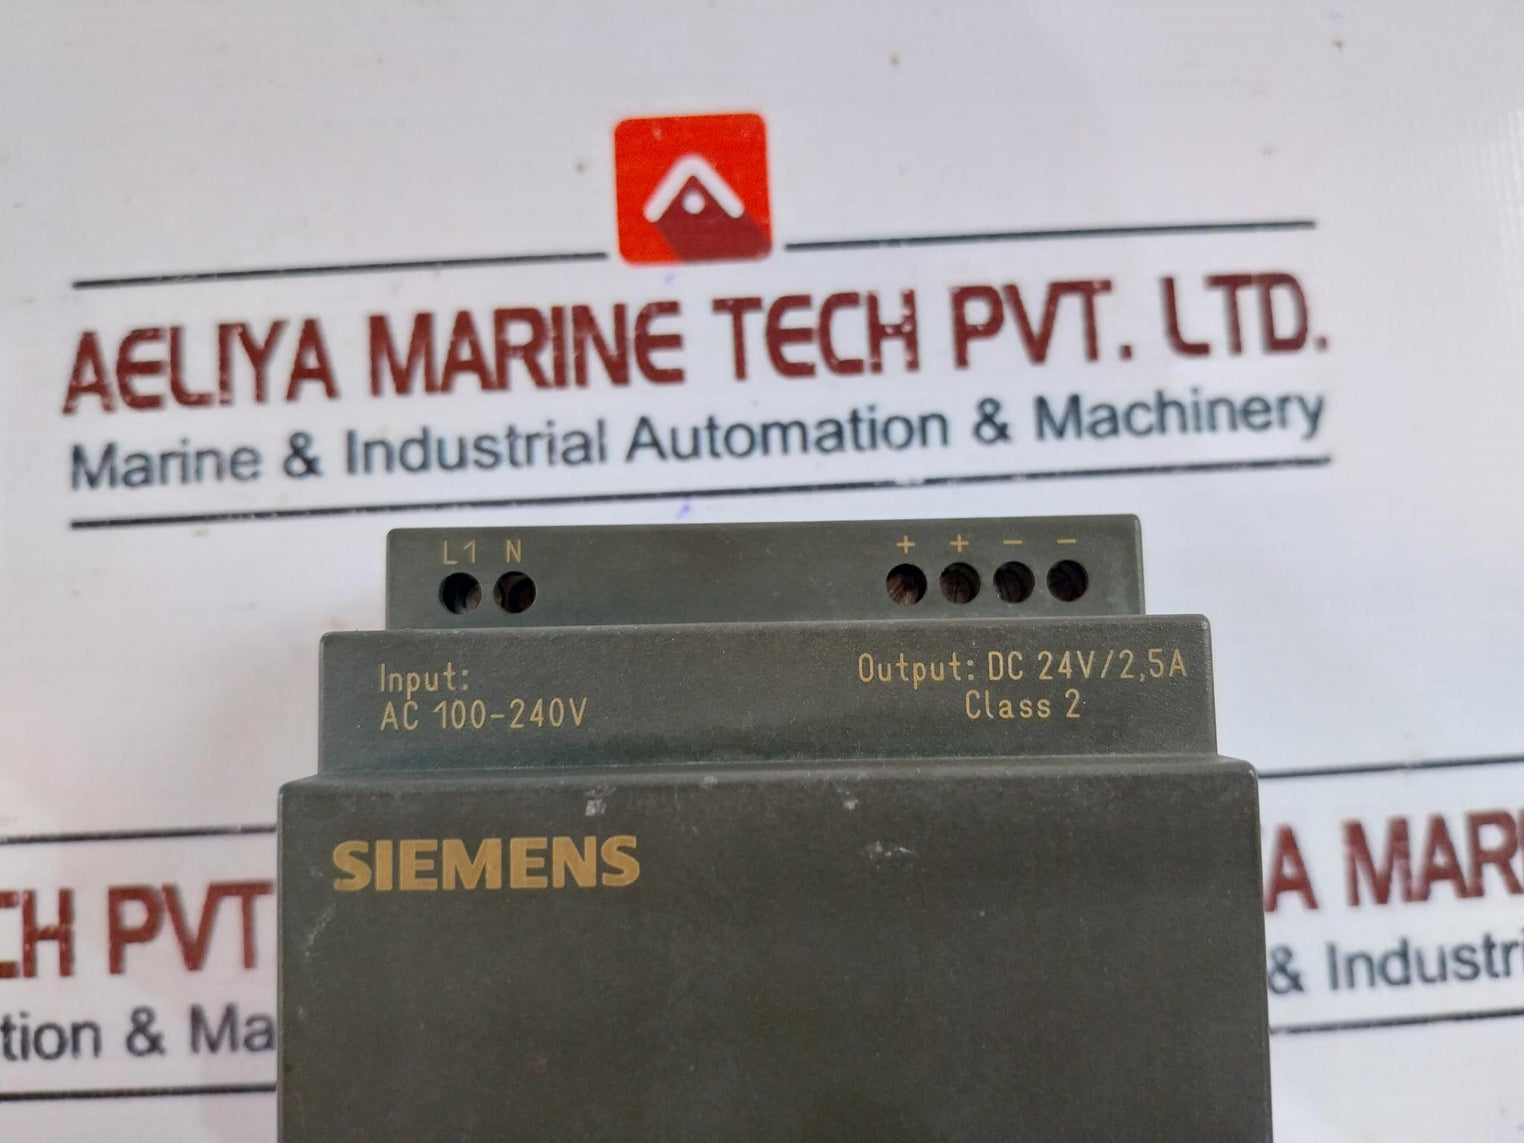 AELIYA MARINE TECH PVT. LTD.
Marine & Industrial Automation & Machinery
L1 N + + − −
Input: Output: DC 24V/2,5A
AC 100-240V Class 2
SIEMENS
CH PVT
A MARI
tion & Ma
& Industri